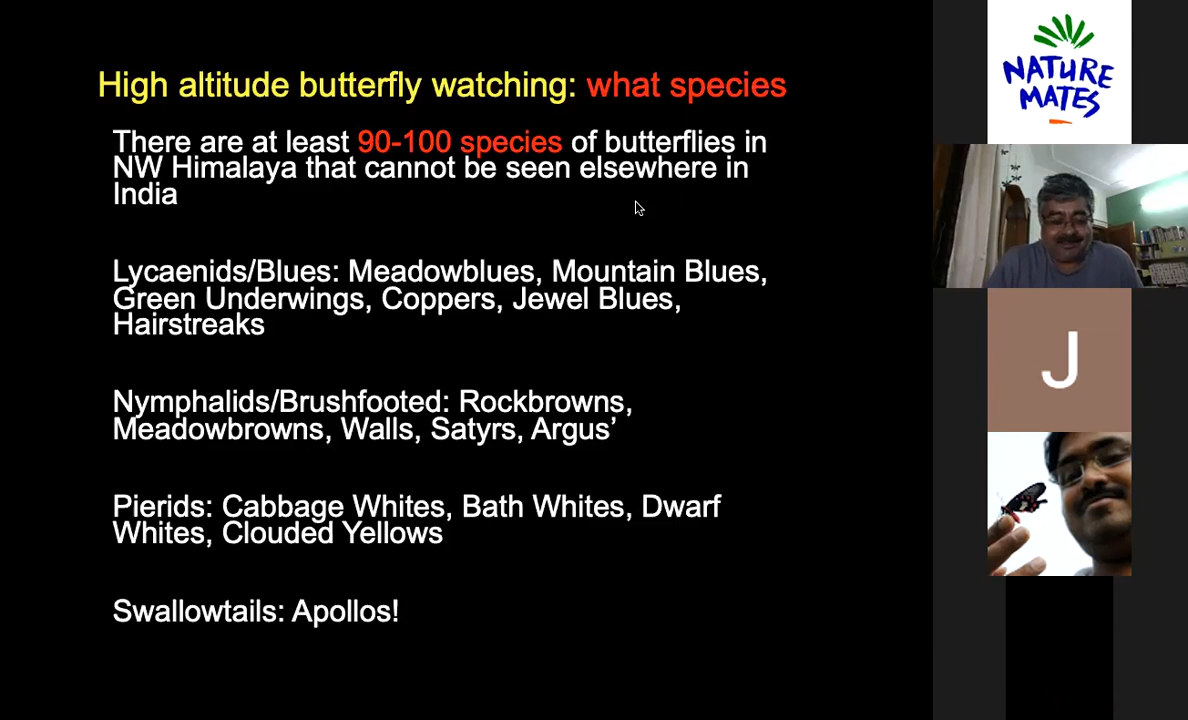 High altitude butterfly watching: what species
There are at least 90-100 species of butterflies in
NW Himalaya that cannot be seen elsewhere in
India
Lycaenids/Blues: Meadowblues, Mountain Blues,
Green Underwings, Coppers, Jewel Blues,
Hairstreaks
Nymphalids/Brushfooted: Rockbrowns,
Meadowbrowns, Walls, Satyrs, Argus’
Pierids: Cabbage Whites, Bath Whites, Dwarf
Whites, Clouded Yellows
Swallowtails: Apollos!
NATURE
MATES
J